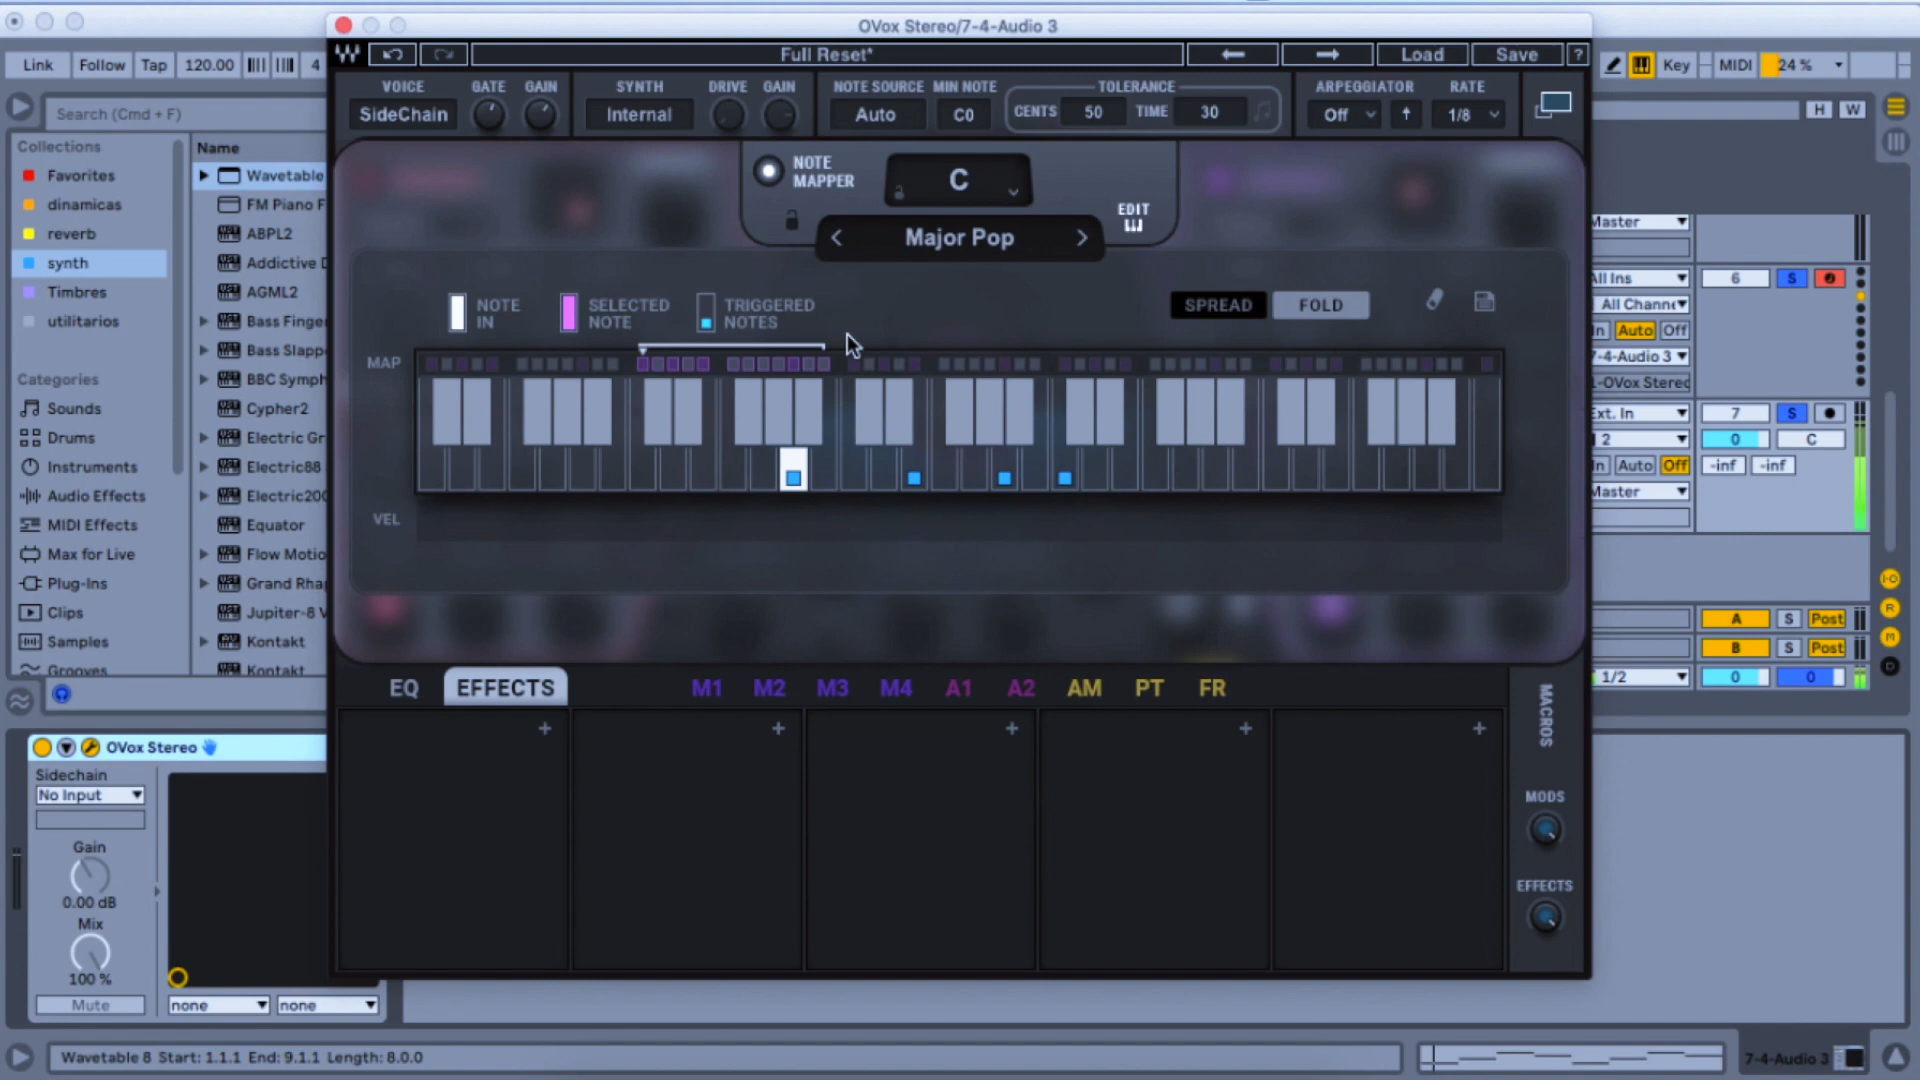 OVox Stereo/7-4-Audio 3
Full Reset*
Load
Save
?
Link
Follow
Tap
120.00
4
Key
MIDI
24 %
VOICE
GATE
GAIN
SYNTH
DRIVE
GAIN
NOTE SOURCE
MIN NOTE
TOLERANCE
ARPEGGIATOR
RATE
SideChain
Internal
Auto
C0
CENTS
50
TIME
30
Off
1/8
Search (Cmd + F)
H
W
Collections
Favorites
dinamicas
reverb
synth
Timbres
utilitarios
Categories
Sounds
Drums
Instruments
Audio Effects
MIDI Effects
Max for Live
Plug-Ins
Clips
Samples
Grooves
Name
Wavetable
FM Piano F
ABPL2
Addictive D
AGML2
Bass Finger
Bass Slapp
BBC Symph
Cypher2
Electric Gr
Electric88
Electric200
Equator
Flow Motio
Grand Rhap
Jupiter-8 V
Kontakt
Kontakt
NOTE
MAPPER
C
EDIT
Major Pop
NOTE
IN
SELECTED
NOTE
TRIGGERED
NOTES
SPREAD
FOLD
MAP
VEL
EQ
EFFECTS
M1
M2
M3
M4
A1
A2
AM
PT
FR
MACROS
MODS
EFFECTS
Master
All Ins
6
S
All Channe
In
Auto
Off
7-4-Audio 3
1-OVox Stereo
Ext. In
7
S
2
0
C
In
Auto
Off
-inf
-inf
Master
A
S
Post
B
S
Post
1/2
0
0
I·O
R
M
D
OVox Stereo
Sidechain
No Input
Gain
0.00 dB
Mix
100 %
Mute
none
none
Wavetable 8 Start: 1.1.1 End: 9.1.1 Length: 8.0.0
7-4-Audio 3